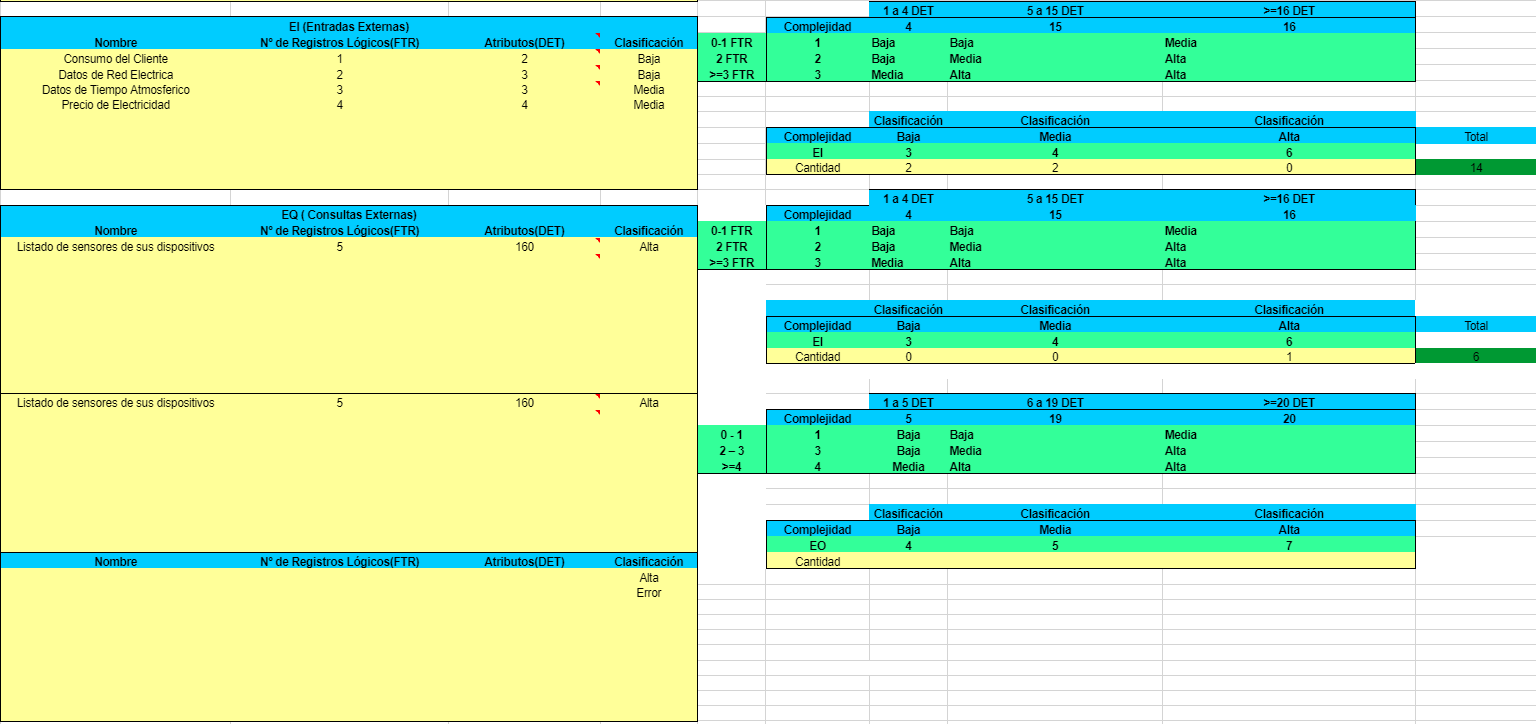 1 a 4 DET 5 a 15 DET >=16 DET
EI (Entradas Externas) Complejidad 4 15 16
Nombre Nº de Registros Lógicos(FTR) Atributos(DET) Clasificación 0-1 FTR 1 Baja Baja Media
Consumo del Cliente 1 2 Baja 2 FTR 2 Baja Media Alta
Datos de Red Electrica 2 3 Baja >=3 FTR 3 Media Alta Alta
Datos de Tiempo Atmosferico 3 3 Media
Precio de Electricidad 4 4 Media
Clasificación Clasificación Clasificación
Complejidad Baja Media Alta Total
EI 3 4 6
Cantidad 2 2 0 14
1 a 4 DET 5 a 15 DET >=16 DET
EQ ( Consultas Externas) Complejidad 4 15 16
Nombre Nº de Registros Lógicos(FTR) Atributos(DET) Clasificación 0-1 FTR 1 Baja Baja Media
Listado de sensores de sus dispositivos 5 160 Alta 2 FTR 2 Baja Media Alta
>=3 FTR 3 Media Alta Alta
Clasificación Clasificación Clasificación
Complejidad Baja Media Alta Total
EI 3 4 6
Cantidad 0 0 1 6
Listado de sensores de sus dispositivos 5 160 Alta 1 a 5 DET 6 a 19 DET >=20 DET
Complejidad 5 19 20
0 - 1 1 Baja Baja Media
2 – 3 3 Baja Media Alta
>=4 4 Media Alta Alta
Clasificación Clasificación Clasificación
Complejidad Baja Media Alta
EO 4 5 7
Nombre Nº de Registros Lógicos(FTR) Atributos(DET) Clasificación Cantidad
Alta
Error